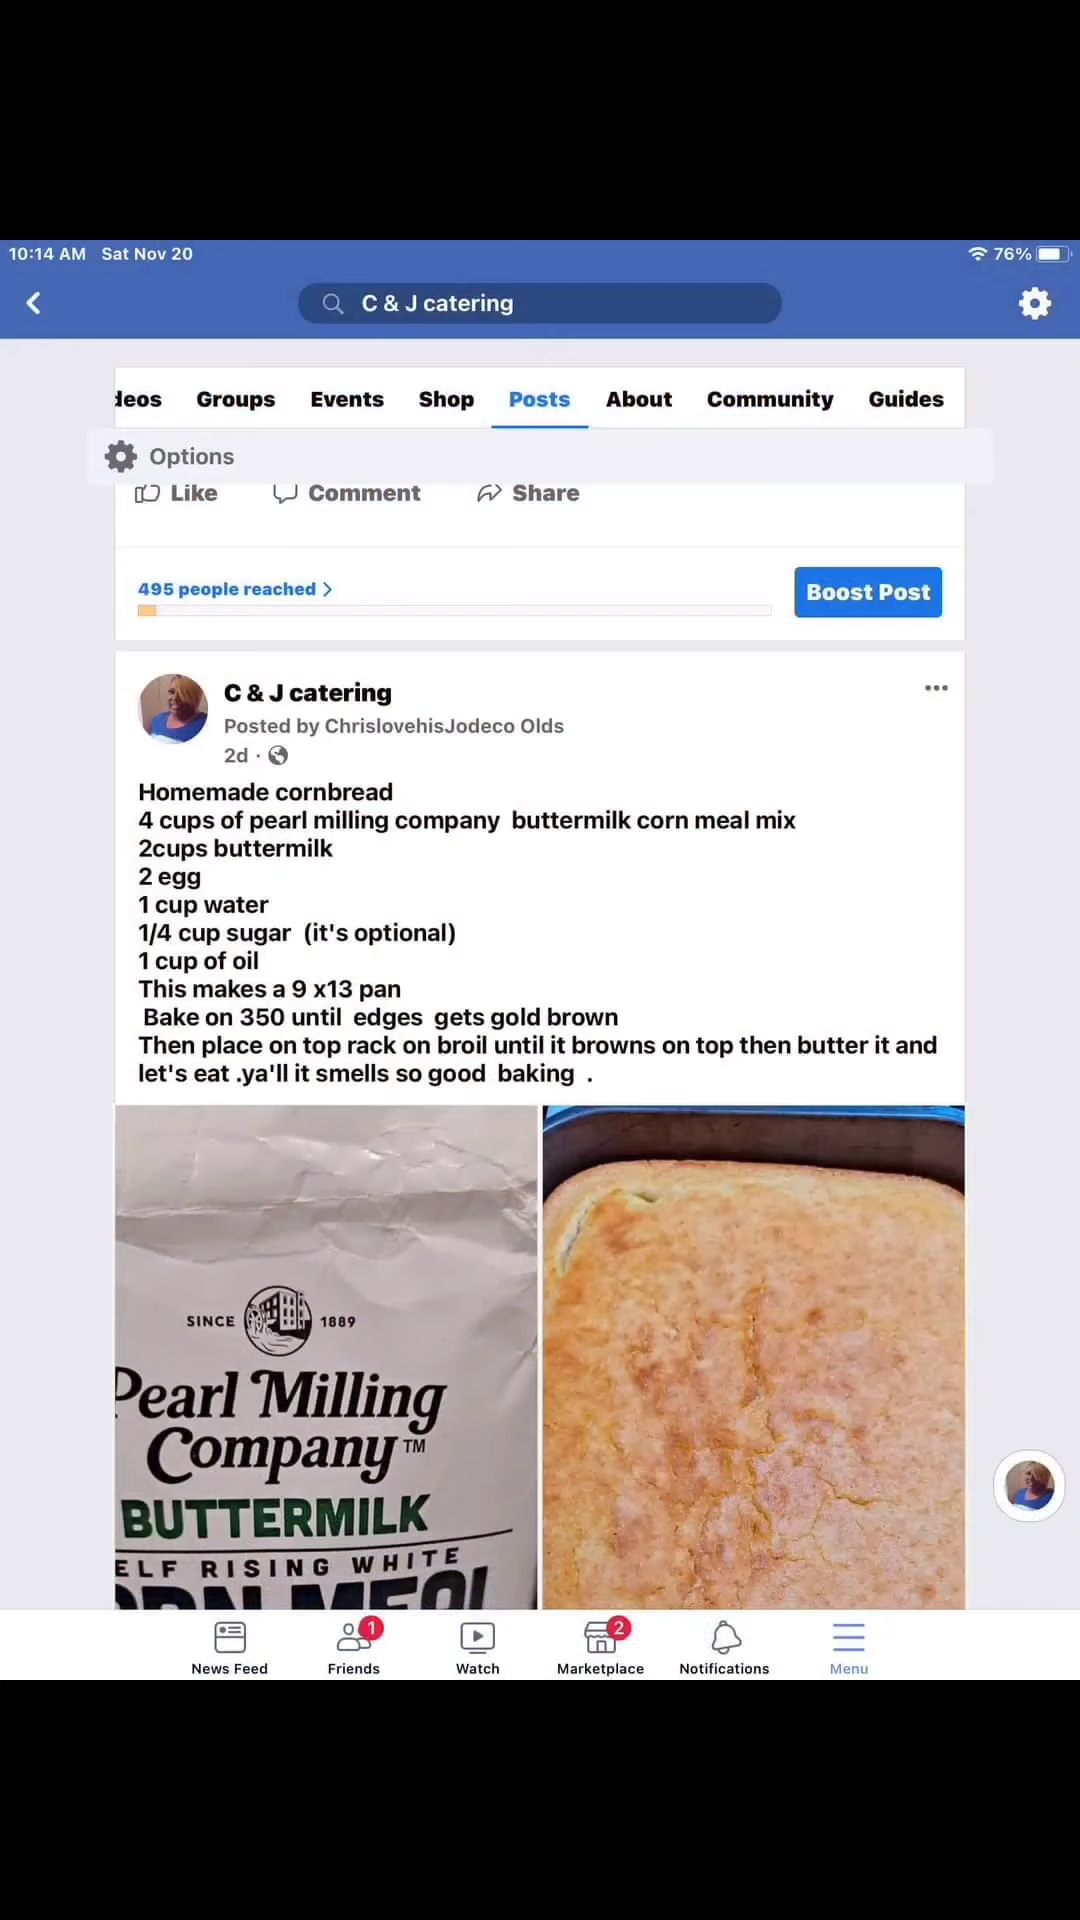 10:14 AM Sat Nov 20
76%
C & J catering
deos Groups Events Shop Posts About Community Guides
Options
Like Comment Share
495 people reached
Boost Post
C & J catering
Posted by ChrislovehisJodeco Olds
2d ·
Homemade cornbread
4 cups of pearl milling company  buttermilk corn meal mix
2cups buttermilk
2 egg
1 cup water
1/4 cup sugar  (it's optional)
1 cup of oil
This makes a 9 x13 pan
Bake on 350 until  edges  gets gold brown
Then place on top rack on broil until it browns on top then butter it and
let's eat .ya'll it smells so good  baking  .
SINCE 1889
Pearl Milling
Company™
BUTTERMILK
ELF RISING WHITE
ORN MEAL
1
2
News Feed Friends Watch Marketplace Notifications Menu